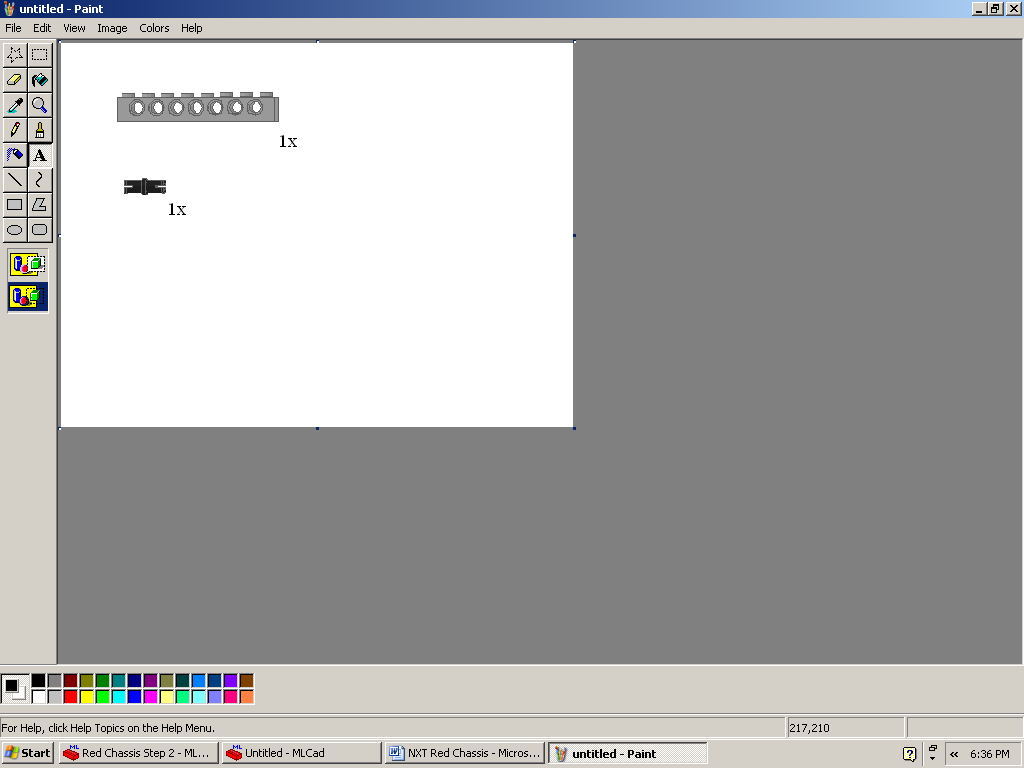 untitled - Paint
File Edit View Image Colors Help
A
1x
1x
For Help, click Help Topics on the Help Menu.
217,210
Start
Red Chassis Step 2 - ML...
Untitled - MLCad
NXT Red Chassis - Micros...
untitled - Paint
6:36 PM